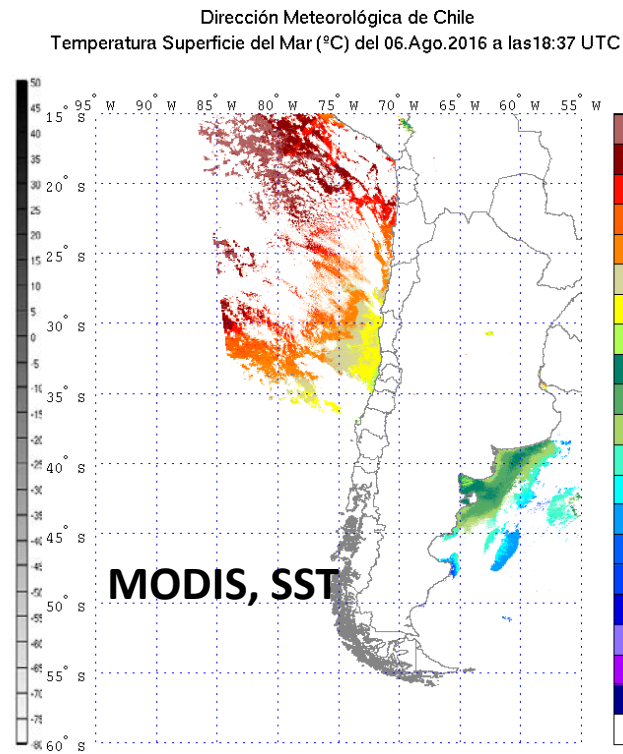 Dirección Meteorológica de Chile
Temperatura Superficie del Mar (ºC) del 06.Ago.2016 a las18:37 UTC
95° W 90° W 85° W 80° W 75° W 70° W 65° W 60° W 55° W
15° S
20° S
25° S
30° S
35° S
40° S
45° S
50° S
55° S
60° S
50
45
40
35
30
25
20
15
10
5
0
-5
-10
-15
-20
-25
-30
-35
-40
-45
-50
-55
-60
-65
-70
-75
-80
MODIS, SST